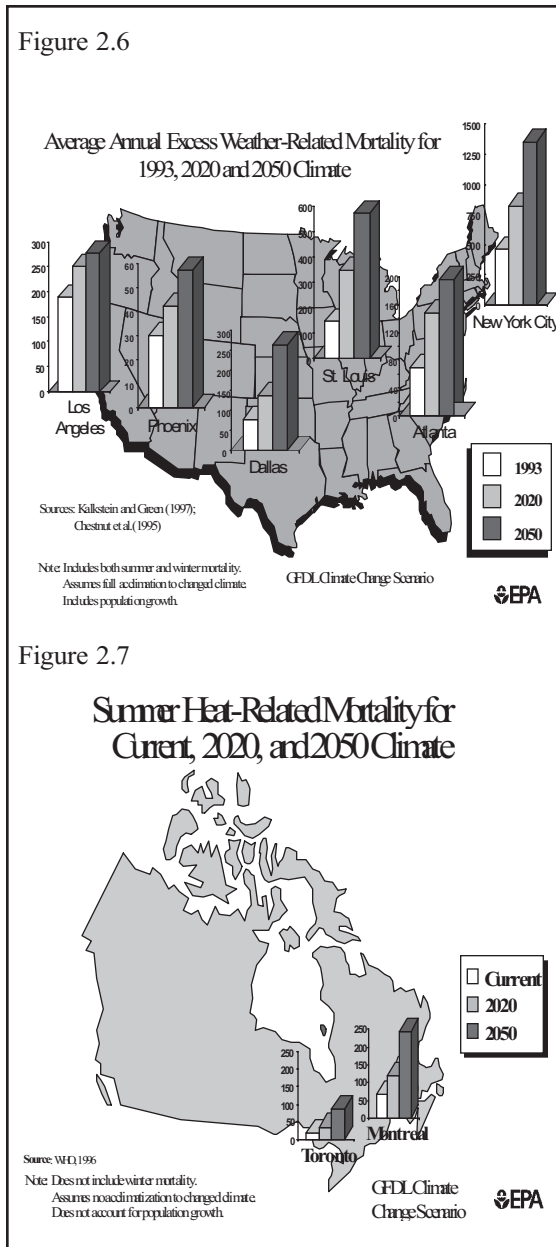 Figure 2.6
Average Annual Excess Weather-Related Mortality for
1993, 2020 and 2050 Climate
300
250
200
150
100
50
0
Los
Angeles
60
50
40
30
20
10
0
Phoenix
300
250
200
150
100
50
0
Dallas
600
500
400
300
200
100
0
St. Louis
200
160
120
80
40
0
Atlanta
1500
1250
1000
750
500
250
0
New York City
1993
2020
2050
Sources: Kalkstein and Green (1997);
Chestnut et al. (1995)
Note: Includes both summer and winter mortality.
Assumes full acclimation to changed climate.
Includes population growth.
GFDL Climate Change Scenario
EPA
Figure 2.7
Summer Heat-Related Mortality for
Current, 2020, and 2050 Climate
Current
2020
2050
250
200
150
100
50
0
Toronto
250
200
150
100
50
0
Montreal
Source: WHO, 1996
Note: Does not include winter mortality.
Assumes no acclimatization to changed climate.
Does not account for population growth.
GFDL Climate
Change Scenario
EPA